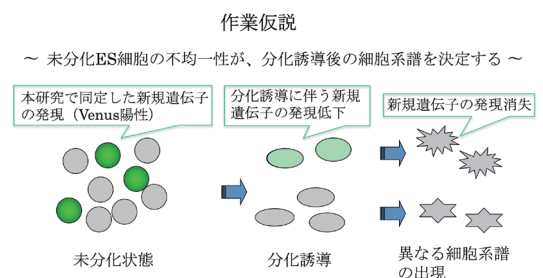 作業仮説
～ 未分化ES細胞の不均一性が、分化誘導後の細胞系譜を決定する ～
本研究で同定した新規遺伝子
の発現（Venus陽性）
分化誘導に伴う新規
遺伝子の発現低下
新規遺伝子の発現消失
未分化状態
分化誘導
異なる細胞系譜
の出現